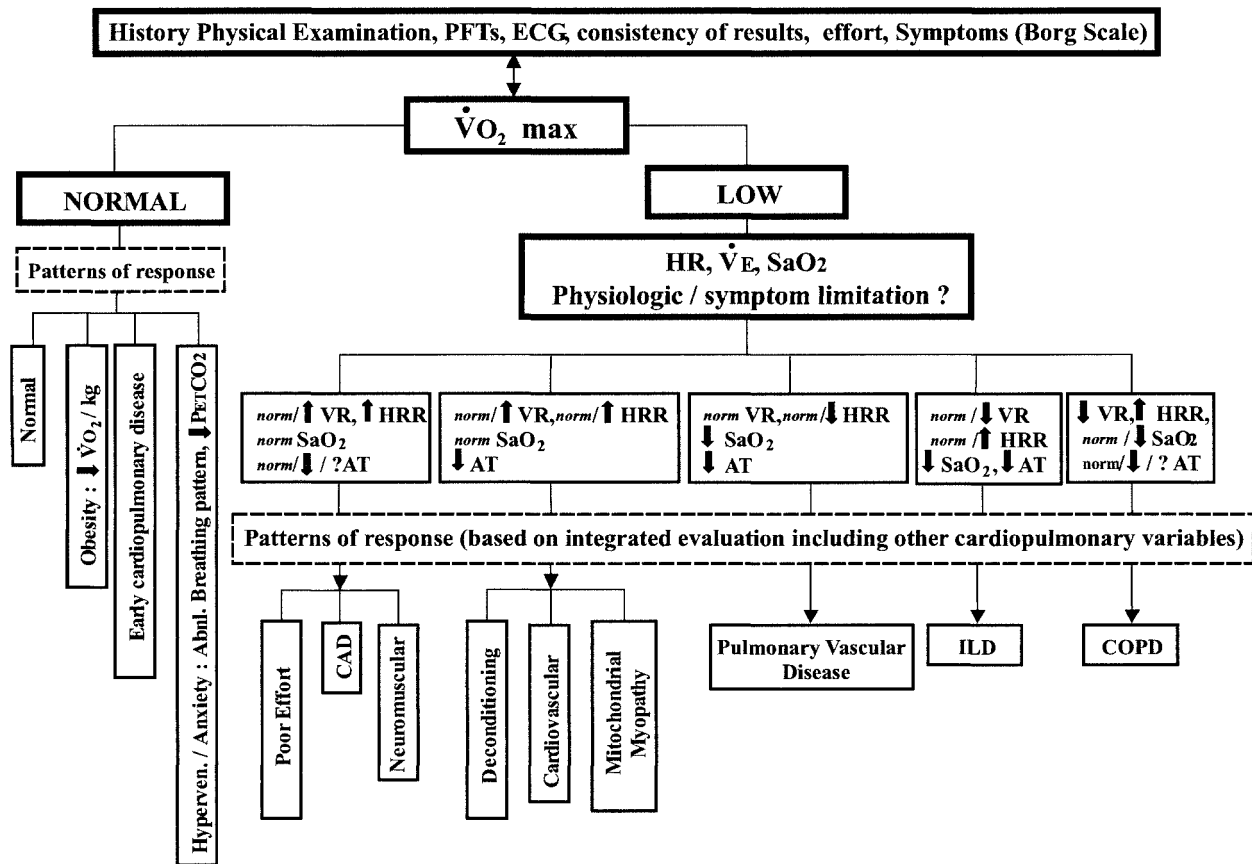 History Physical Examination, PFTs, ECG, consistency of results, effort, Symptoms (Borg Scale)
V̇O₂ max
NORMAL
LOW
Patterns of response
HR, V̇E, SaO2
Physiologic / symptom limitation ?
Normal
Obesity : ⬇ V̇O₂ / kg
Early cardiopulmonary disease
Hyperven. / Anxiety : Abnl. Breathing pattern, ⬇PETCO2
norm/⬆ VR, ⬆ HRR
norm SaO2
norm/⬇ / ?AT
norm/⬆ VR, norm/⬆ HRR
norm SaO2
⬇ AT
norm VR, norm/⬇ HRR
⬇ SaO2
⬇ AT
norm /⬇ VR
norm /⬆ HRR
⬇ SaO2, ⬇ AT
⬇ VR, ⬆ HRR,
norm /⬇ SaO2
norm/⬇/ ? AT
Patterns of response (based on integrated evaluation including other cardiopulmonary variables)
Poor Effort
CAD
Neuromuscular
Deconditioning
Cardiovascular
Mitochondrial
Myopathy
Pulmonary Vascular
Disease
ILD
COPD